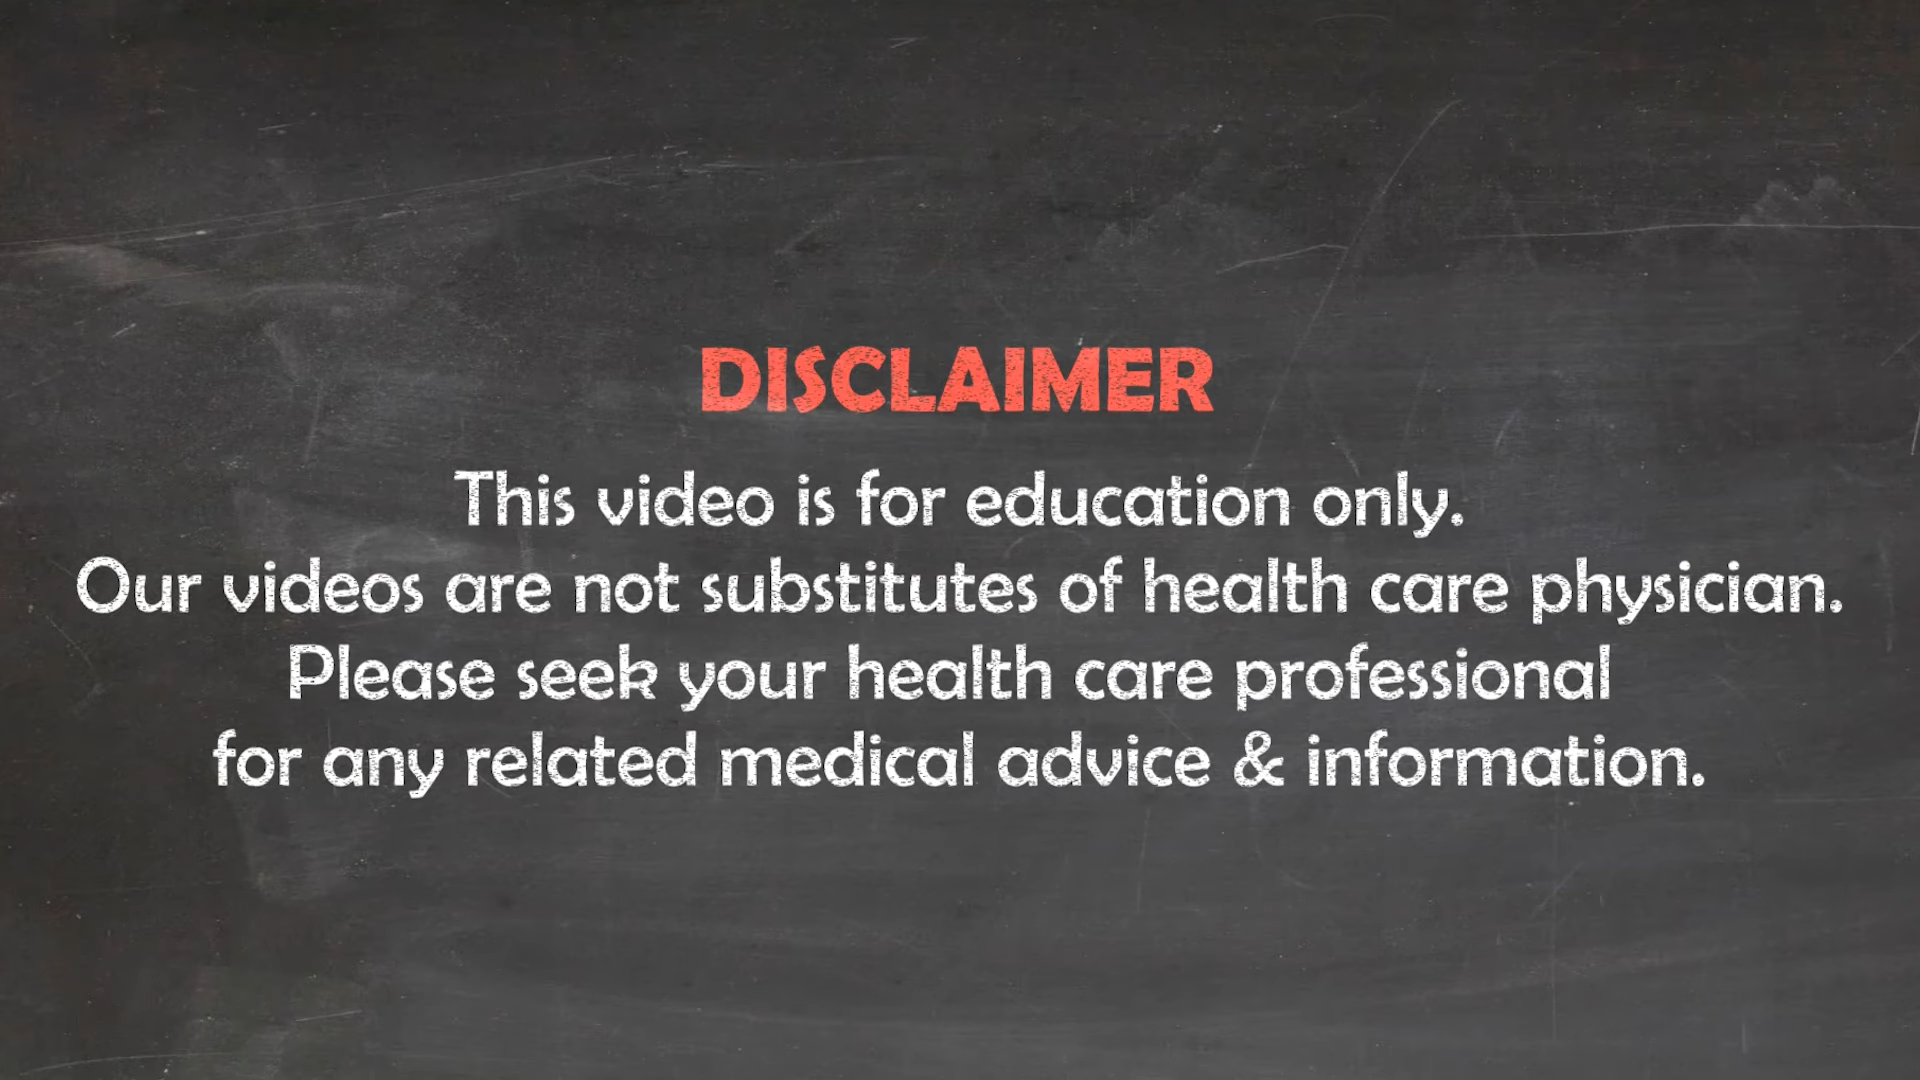 DISCLAIMER
This video is for education only.
Our videos are not substitutes of health care physician.
Please seek your health care professional
for any related medical advice & information.